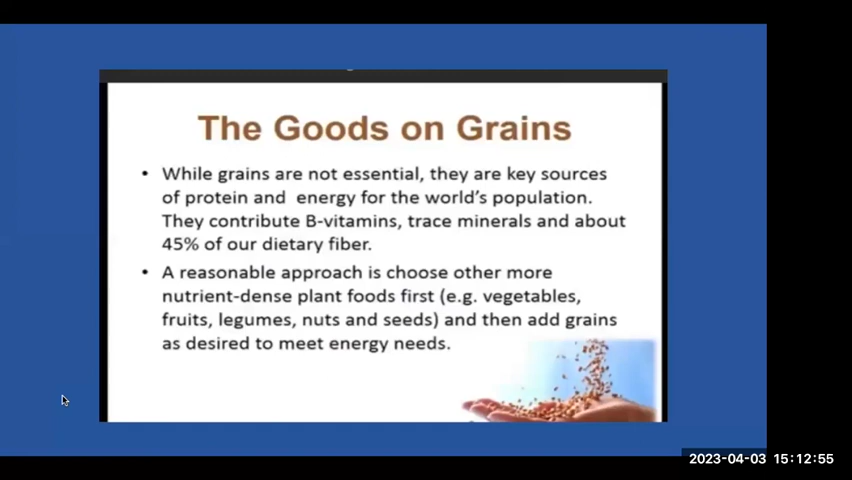 The Goods on Grains
• While grains are not essential, they are key sources
of protein and energy for the world's population.
They contribute B-vitamins, trace minerals and about
45% of our dietary fiber.
• A reasonable approach is choose other more
nutrient-dense plant foods first (e.g. vegetables,
fruits, legumes, nuts and seeds) and then add grains
as desired to meet energy needs.
2023-04-03 15:12:55